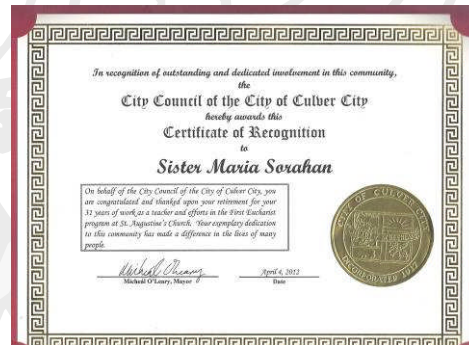 In recognition of outstanding and dedicated involvement in this community,
the
City Council of the City of Culver City
hereby awards this
Certificate of Recognition
to
Sister Maria Sorahan
On behalf of the City Council of the City of Culver City, you
are congratulated and thanked upon your retirement for your
31 years of work as a teacher and efforts in the First Eucharist
program at St. Augustine's Church. Your exemplary dedication
to this community has made a difference in the lives of many
people.
Micheál O'Leary
April 4, 2012
Micheál O'Leary, Mayor
Date
CITY OF CULVER CITY
INCORPORATED 1917